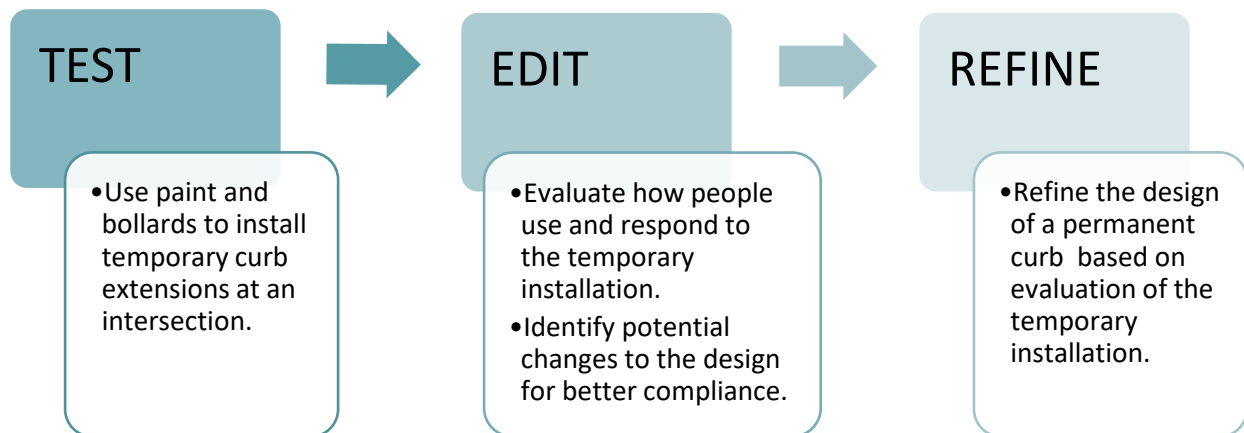 TEST
•Use paint and
bollards to install
temporary curb
extensions at an
intersection.
EDIT
•Evaluate how people
use and respond to
the temporary
installation.
•Identify potential
changes to the design
for better compliance.
REFINE
•Refine the design
of a permanent
curb  based on
evaluation of the
temporary
installation.